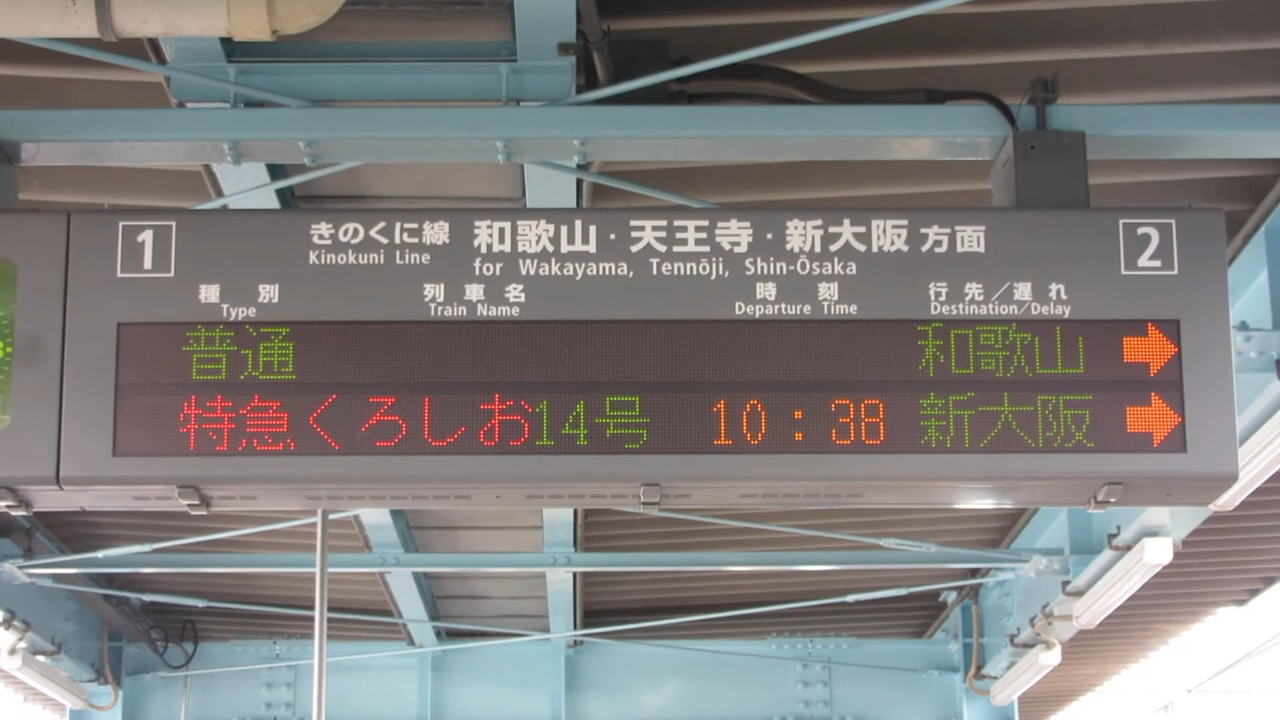 1 きのくに線 和歌山・天王寺・新大阪 方面 2
Kinokuni Line for Wakayama, Tennōji, Shin-Ōsaka
種別 列車名 時刻 行先／遅れ
Type Train Name Departure Time Destination/Delay
普通 和歌山 →
特急くろしお14号 10:38 新大阪 →